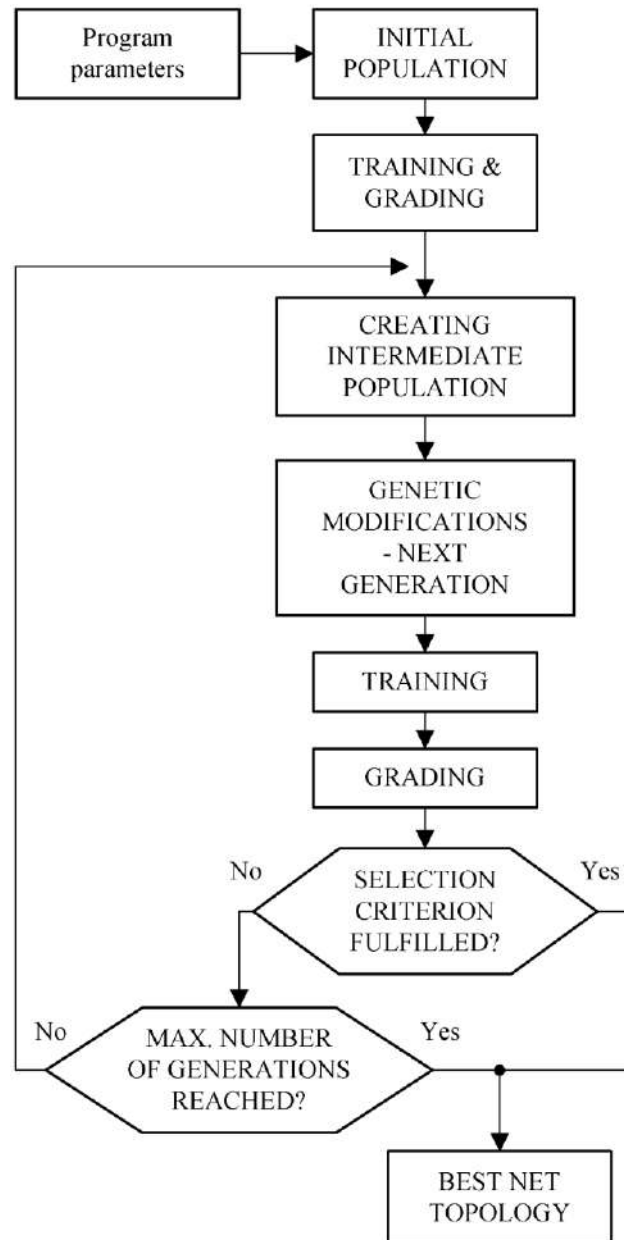 Program
parameters
INITIAL
POPULATION
TRAINING &
GRADING
CREATING
INTERMEDIATE
POPULATION
GENETIC
MODIFICATIONS
- NEXT
GENERATION
TRAINING
GRADING
No
SELECTION
CRITERION
FULFILLED?
Yes
No
MAX. NUMBER
OF GENERATIONS
REACHED?
Yes
BEST NET
TOPOLOGY